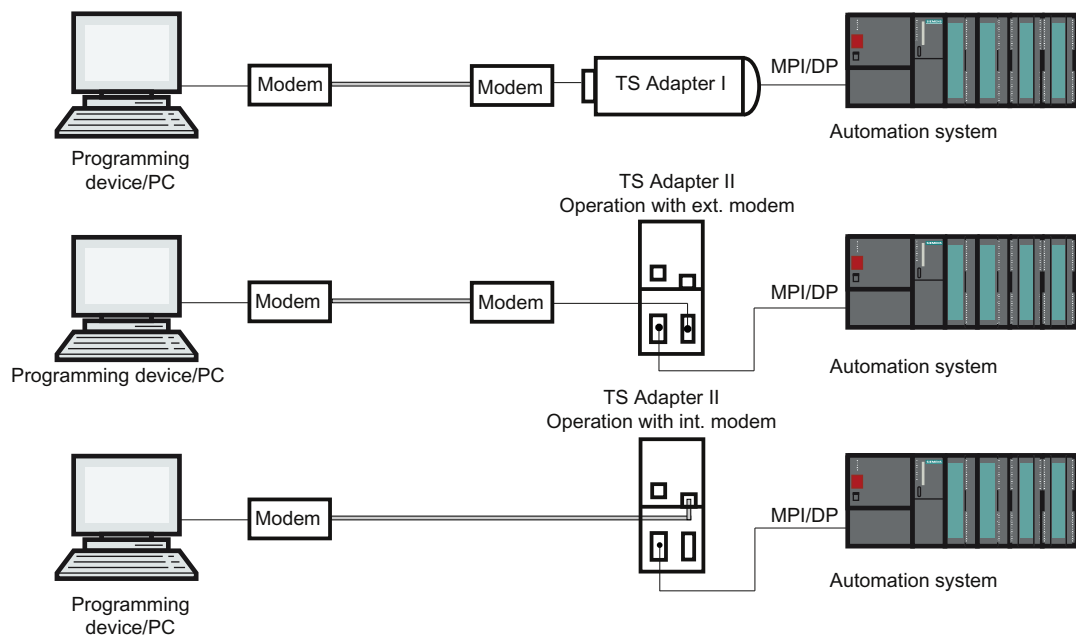 Modem
Modem
TS Adapter I
MPI/DP
Programming
device/PC
Automation system
TS Adapter II
Operation with ext. modem
Modem
Modem
MPI/DP
Programming device/PC
Automation system
TS Adapter II
Operation with int. modem
Modem
MPI/DP
Automation system
Programming
device/PC